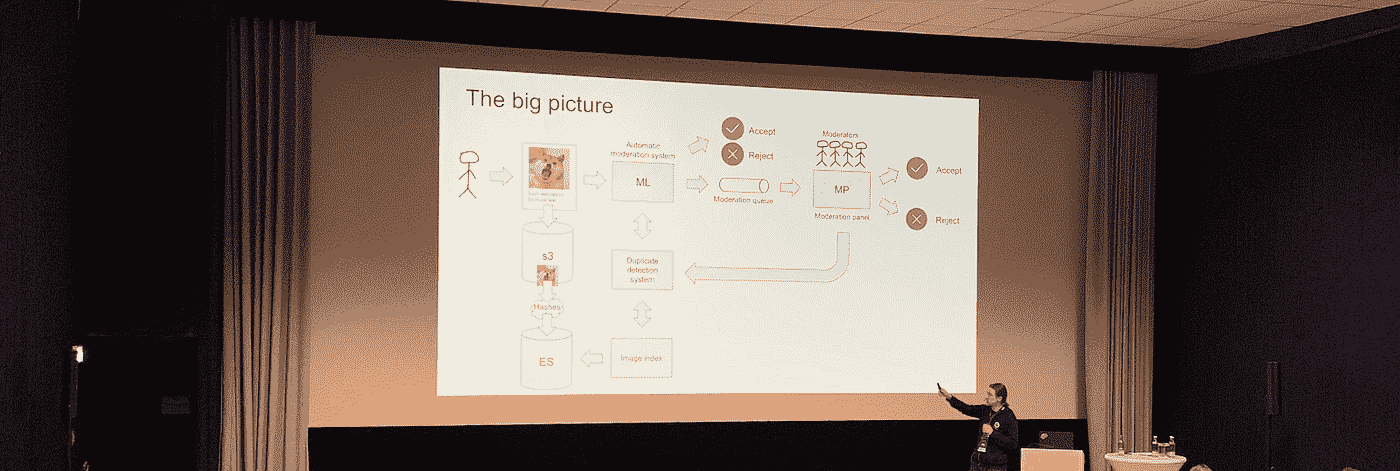 The big picture
Automatic
moderation system
ML
Accept
Reject
Moderation queue
Moderators
MP
Moderation panel
Accept
Reject
s3
Hashes
ES
Duplicate
detection
system
Image index